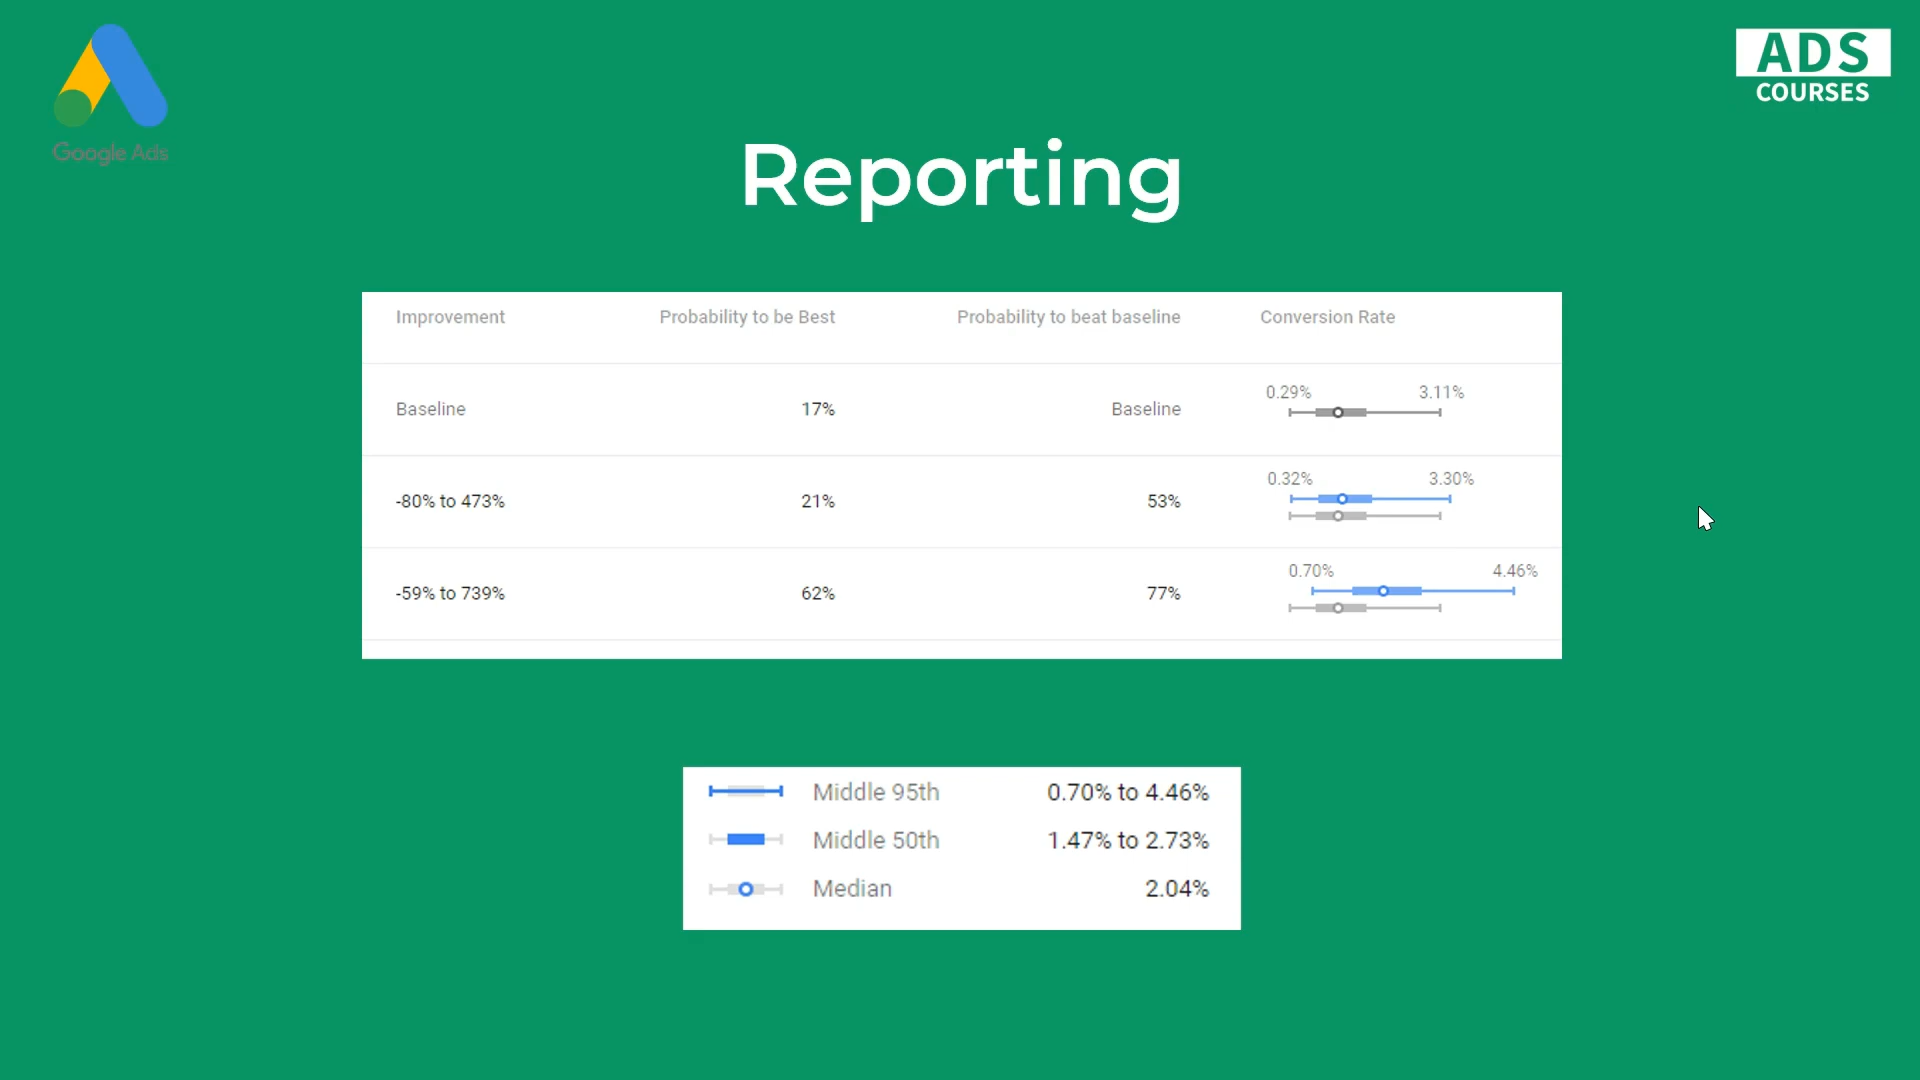 Google Ads
ADS
COURSES
Reporting
Improvement Probability to be Best Probability to beat baseline Conversion Rate
0.29% 3.11%
Baseline 17% Baseline
0.32% 3.30%
-80% to 473% 21% 53%
0.70% 4.46%
-59% to 739% 62% 77%
Middle 95th 0.70% to 4.46%
Middle 50th 1.47% to 2.73%
Median 2.04%